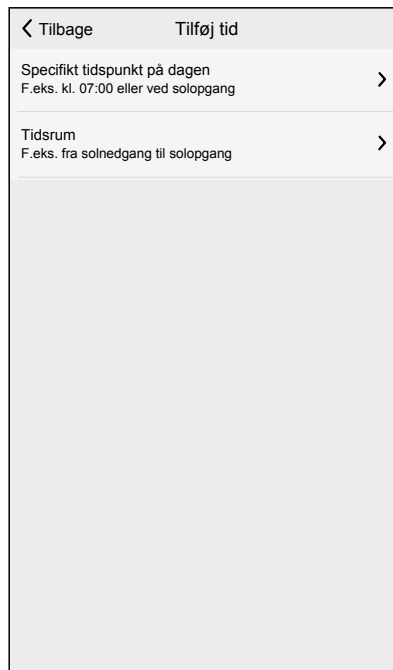 Tilbage Tilføj tid
Specifikt tidspunkt på dagen
F.eks. kl. 07:00 eller ved solopgang
Tidsrum
F.eks. fra solnedgang til solopgang